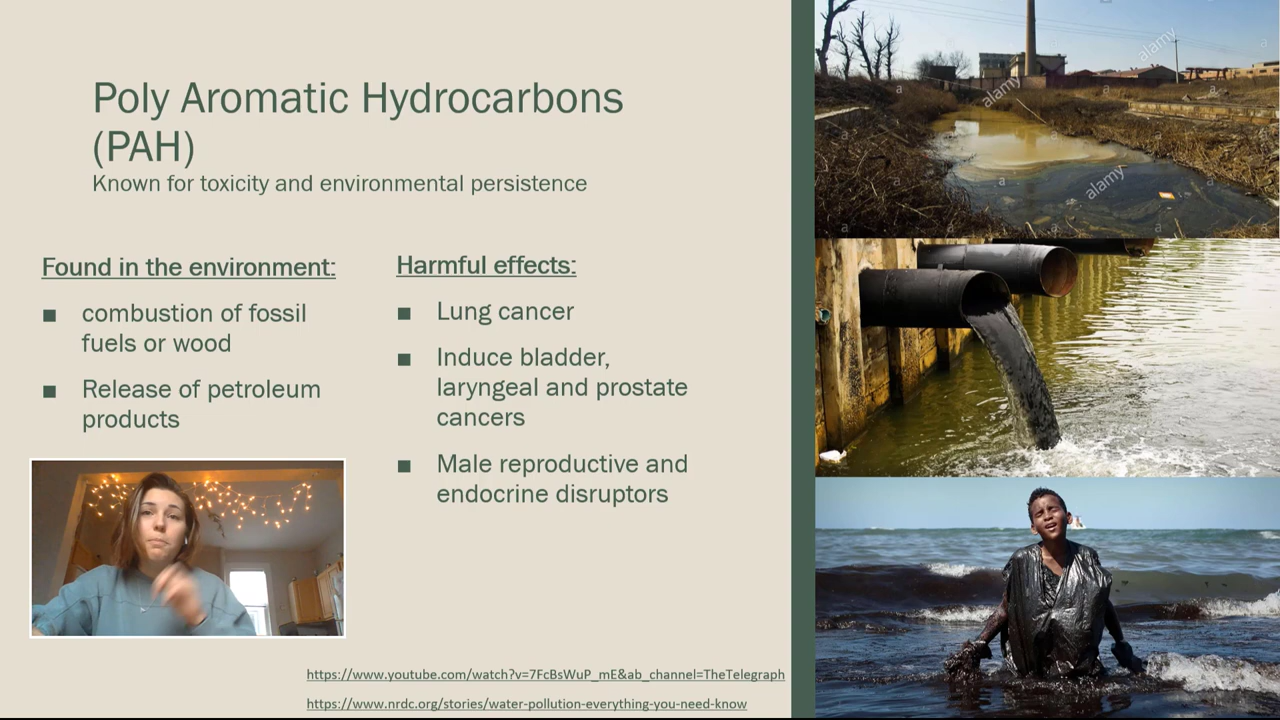 Poly Aromatic Hydrocarbons
(PAH)
Known for toxicity and environmental persistence
Found in the environment:
■ combustion of fossil
fuels or wood
■ Release of petroleum
products
Harmful effects:
■ Lung cancer
■ Induce bladder,
laryngeal and prostate
cancers
■ Male reproductive and
endocrine disruptors
https://www.youtube.com/watch?v=7FcBsWuP_mE&ab_channel=TheTelegraph
https://www.nrdc.org/stories/water-pollution-everything-you-need-know
alamy
alamy
alamy